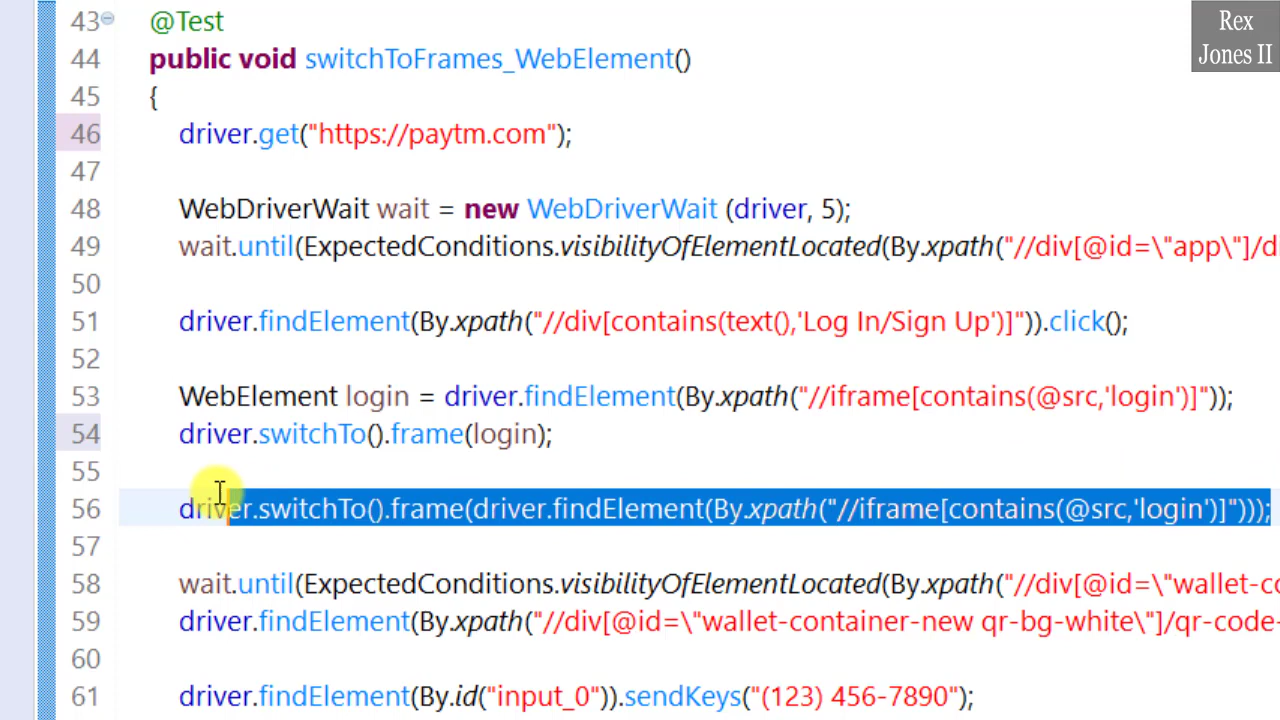 Rex
Jones II
43 @Test
44 public void switchToFrames_WebElement()
45 {
46 driver.get("https://paytm.com");
47
48 WebDriverWait wait = new WebDriverWait (driver, 5);
49 wait.until(ExpectedConditions.visibilityOfElementLocated(By.xpath("//div[@id=\"app\"]/d
50
51 driver.findElement(By.xpath("//div[contains(text(),'Log In/Sign Up')]")).click();
52
53 WebElement login = driver.findElement(By.xpath("//iframe[contains(@src,'login')]"));
54 driver.switchTo().frame(login);
55
56 driver.switchTo().frame(driver.findElement(By.xpath("//iframe[contains(@src,'login')]")));
57
58 wait.until(ExpectedConditions.visibilityOfElementLocated(By.xpath("//div[@id=\"wallet-co
59 driver.findElement(By.xpath("//div[@id=\"wallet-container-new qr-bg-white\"]/qr-code-
60
61 driver.findElement(By.id("input_0")).sendKeys("(123) 456-7890");